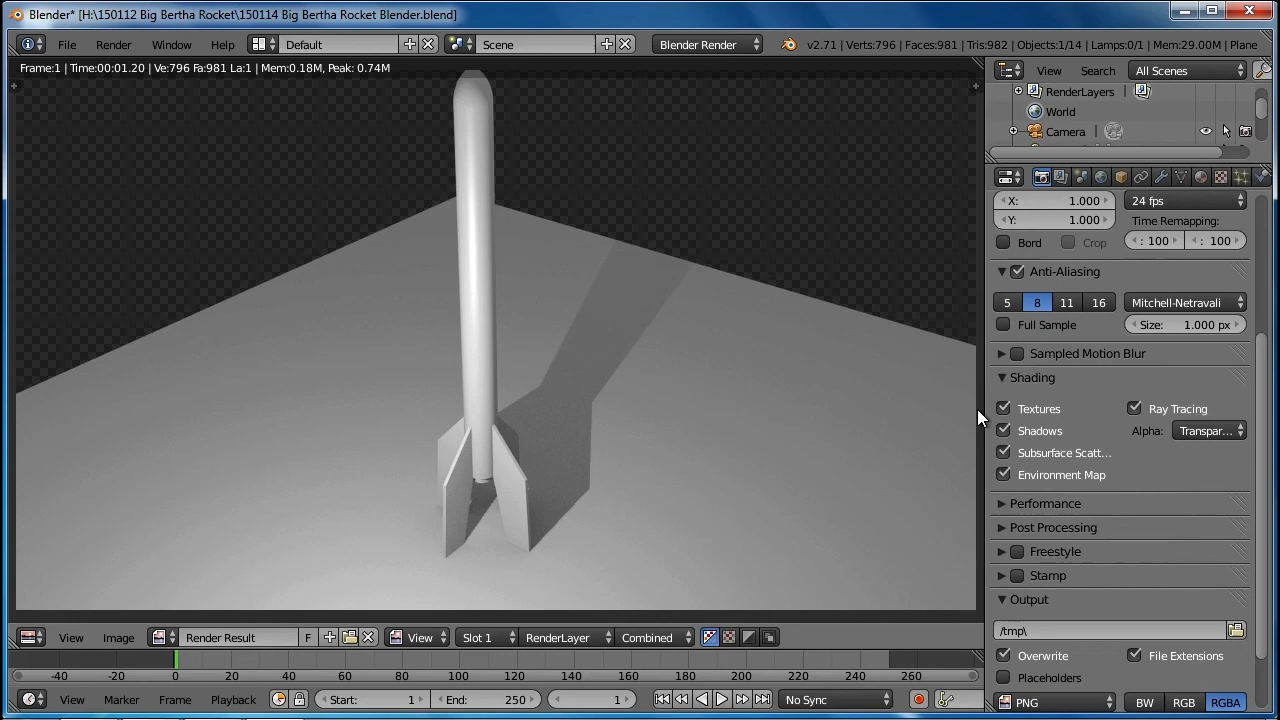 Blender* [H:\150112 Big Bertha Rocket\150114 Big Bertha Rocket Blender.blend]
File Render Window Help Default Scene Blender Render v2.71 | Verts:796 | Faces:981 | Tris:982 | Objects:1/14 | Lamps:0/1 | Mem:29.00M | Plane
Frame:1 | Time:00:01.20 | Ve:796 Fa:981 La:1 | Mem:0.18M, Peak: 0.74M
View Search All Scenes
RenderLayers |
World
Camera |
X: 1.000 24 fps
Y: 1.000 Time Remapping:
Bord Crop : 100 : 100
Anti-Aliasing
5 8 11 16 Mitchell-Netravali
Full Sample Size: 1.000 px
Sampled Motion Blur
Shading
Textures Ray Tracing
Shadows Alpha: Transpar...
Subsurface Scatt...
Environment Map
Performance
Post Processing
Freestyle
Stamp
Output
/tmp\
Overwrite File Extensions
Placeholders
PNG BW RGB RGBA
View Image Render Result F View Slot 1 RenderLayer Combined
-40 -20 0 20 40 60 80 100 120 140 160 180 200 220 240 260
View Marker Frame Playback Start: 1 End: 250 1 No Sync